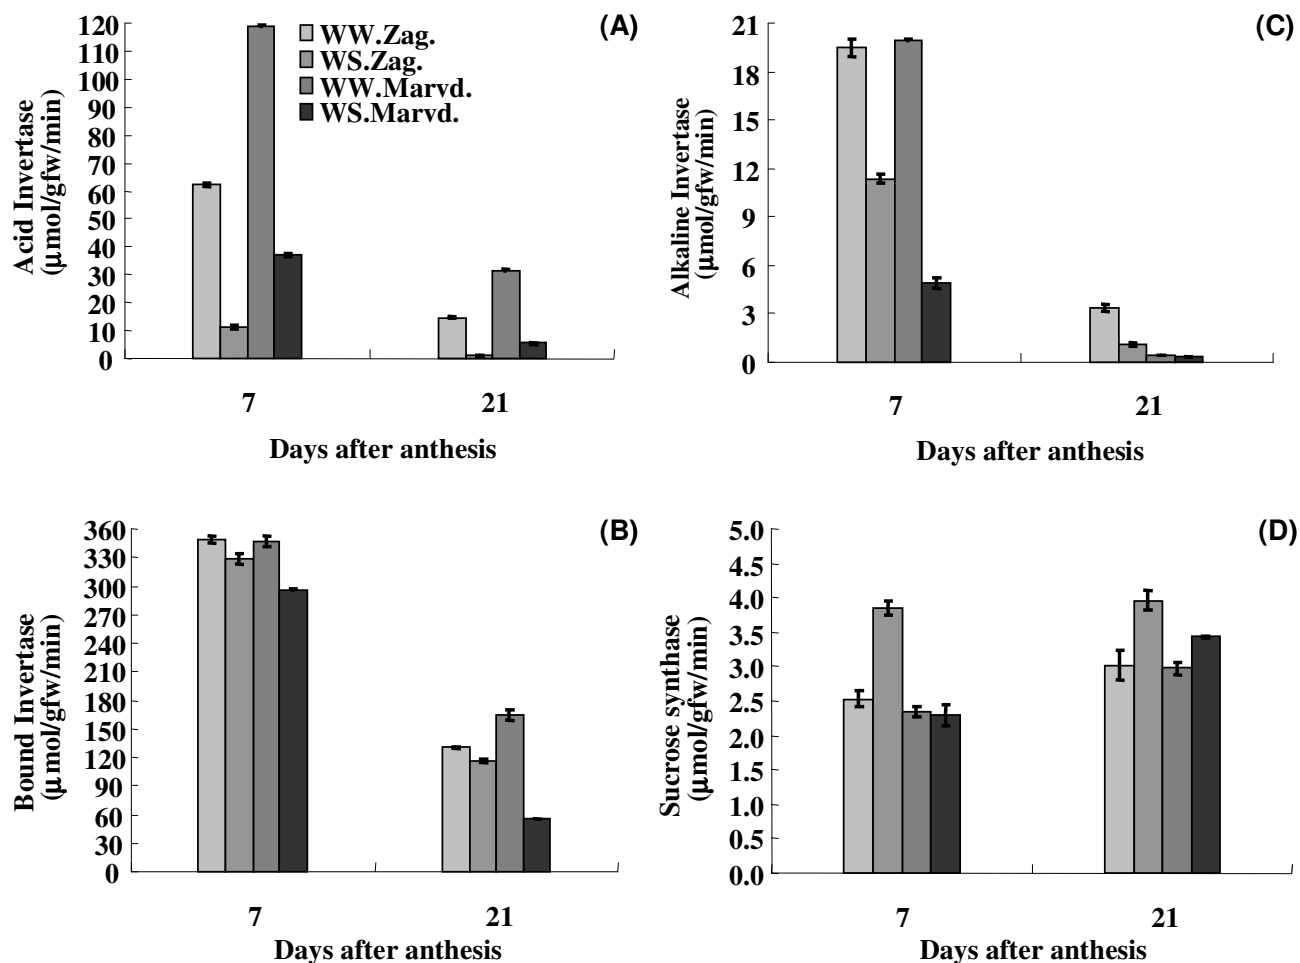 (A)
WW.Zag.
WS.Zag.
WW.Marvd.
WS.Marvd.
Acid Invertase
(μmol/gfw/min)
120
110
100
90
80
70
60
50
40
30
20
10
0
7
21
Days after anthesis
(C)
Alkaline Invertase
(μmol/gfw/min)
21
18
15
12
9
6
3
0
7
21
Days after anthesis
(B)
Bound Invertase
(μmol/gfw/min)
360
330
300
270
240
210
180
150
120
90
60
30
0
7
21
Days after anthesis
(D)
Sucrose synthase
(μmol/gfw/min)
5.0
4.5
4.0
3.5
3.0
2.5
2.0
1.5
1.0
0.5
0.0
7
21
Days after anthesis